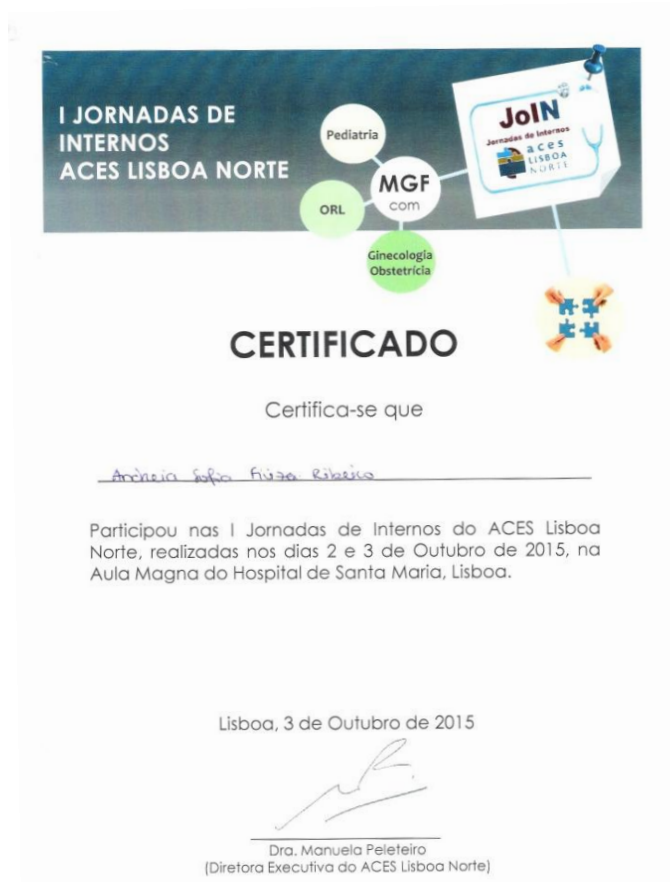 I JORNADAS DE
INTERNOS
ACES LISBOA NORTE
Pediatria
MGF
com
ORL
Ginecologia
Obstetrícia
JoIN
Jornadas de Internos
aces
LISBOA
NORTE
CERTIFICADO
Certifica-se que
Andreia Sofia Fiúza Ribeiro
Participou nas I Jornadas de Internos do ACES Lisboa
Norte, realizadas nos dias 2 e 3 de Outubro de 2015, na
Aula Magna do Hospital de Santa Maria, Lisboa.
Lisboa, 3 de Outubro de 2015
Dra. Manuela Peleteiro
(Diretora Executiva do ACES Lisboa Norte)